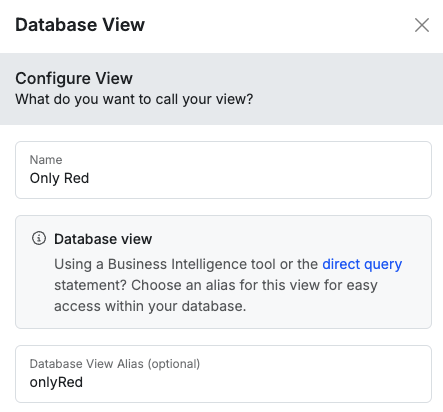 Database View
Configure View
What do you want to call your view?
Name
Only Red
Database view
Using a Business Intelligence tool or the direct query
statement? Choose an alias for this view for easy
access within your database.
Database View Alias (optional)
onlyRed